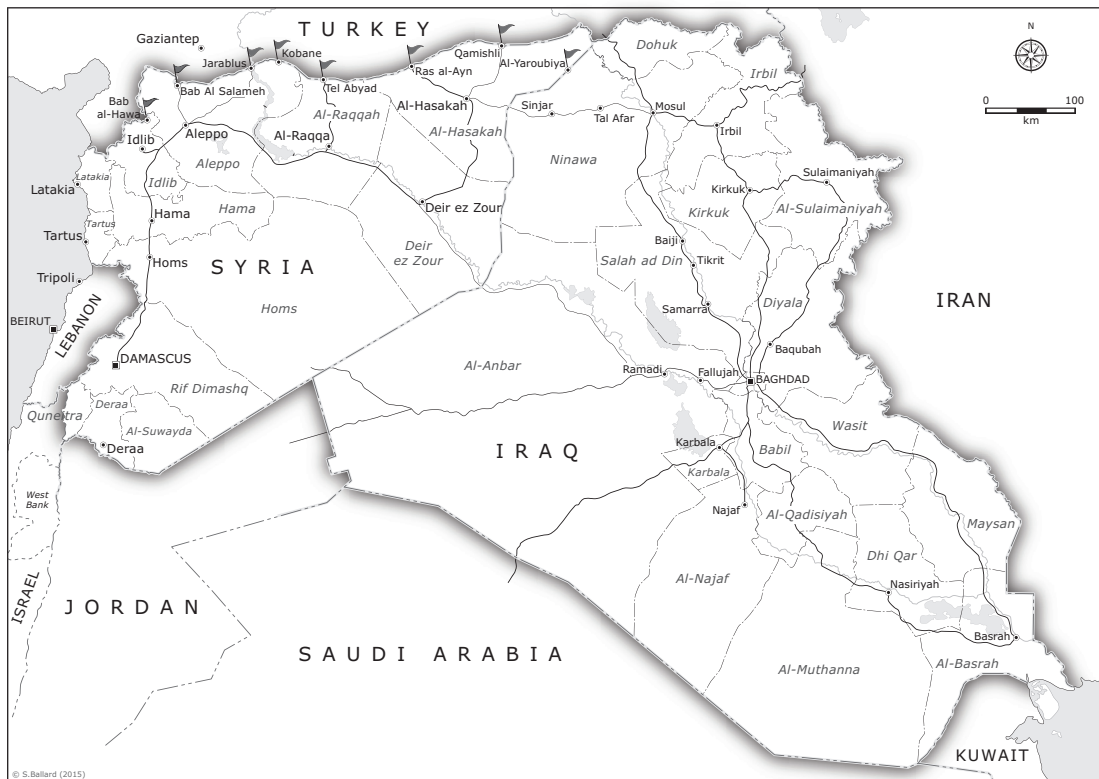 TURKEY
N
Gaziantep
Dohuk
Qamishli
Kobane
Jarablus
Al-Yaroubiya
Irbil
Ras al-Ayn
Bab Al Salameh
Tel Abyad
0
100
km
Bab
al-Hawa
Al-Hasakah
Sinjar
Mosul
Al-Raqqah
Tal Afar
Idlib
Aleppo
Al-Raqqa
Al-Hasakah
Irbil
Aleppo
Ninawa
Latakia
Sulaimaniyah
Idlib
Latakia
Kirkuk
Hama
Deir ez Zour
Al-Sulaimaniyah
Hama
Kirkuk
Tartus
Tartus
Baiji
Deir
ez Zour
Homs
SYRIA
Salah ad Din
Tikrit
Tripoli
IRAN
Homs
Samarra
Diyala
BEIRUT
LEBANON
Baqubah
DAMASCUS
Al-Anbar
Ramadi
Fallujah
BAGHDAD
Rif Dimashq
Quneitra
Deraa
Al-Suwayda
Wasit
Deraa
IRAQ
Karbala
Babil
Karbala
West
Bank
Najaf
Al-Qadisiyah
Maysan
Dhi Qar
Al-Najaf
Nasiriyah
ISRAEL
JORDAN
Basrah
SAUDI ARABIA
Al-Muthanna
Al-Basrah
KUWAIT
© S.Ballard (2015)